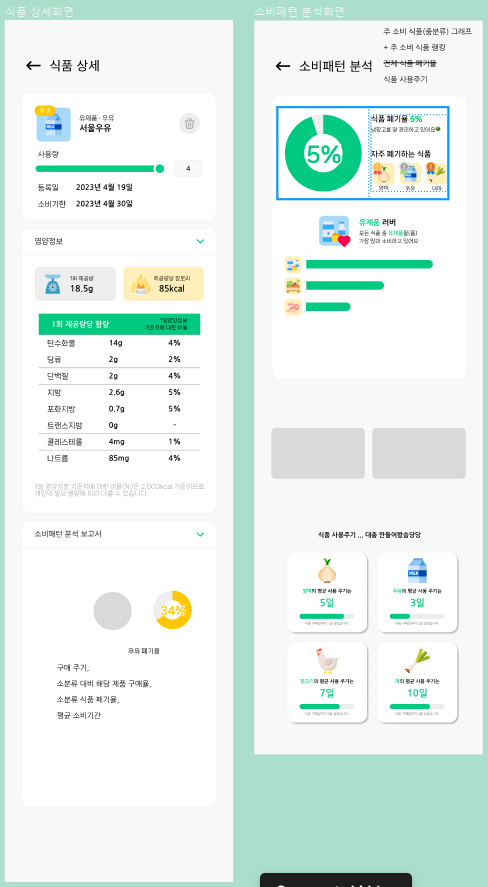 식품 상세화면
식품 상세
D-7
유제품 · 우유
서울우유
사용량
4
등록일 2023년 4월 19일
소비기한 2023년 4월 30일
영양정보
1회 제공량
18.5g
제공량당 칼로리
85kcal
1회 제공량당 함량
1일영양성분
기준치에 대한 비율
탄수화물 14g 4%
당류 2g 2%
단백질 2g 4%
지방 2.6g 5%
포화지방 0.7g 5%
트랜스지방 0g -
콜레스테롤 4mg 1%
나트륨 85mg 4%
1일 영양성분 기준치에 대한 비율(%)은 2,000kcal 기준이므로
개인의 필요 열량에 따라 다를 수 있습니다
소비패턴 분석 보고서
34%
우유 폐기율
구매 주기,
소분류 대비 해당 제품 구매율,
소분류 식품 폐기율,
평균 소비기간
소비패턴 분석화면
주 소비 식품(중분류) 그래프
+ 주 소비 식품 랭킹
전체 식품 폐기율
식품 사용주기
소비패턴 분석
5%
식품 폐기율 5%
냉장고를 잘 관리하고 있어요
자주 폐기하는 식품
양파 우유 대파
유제품 러버
모든 식품 중 유제품을(를)
가장 많이 소비하고 있어요
식품 사용주기 ... 대충 만들어봤슴당당
양파의 평균 사용 주기는
5일
우유의 평균 사용 주기는
3일
닭고기의 평균 사용 주기는
7일
파의 평균 사용 주기는
10일